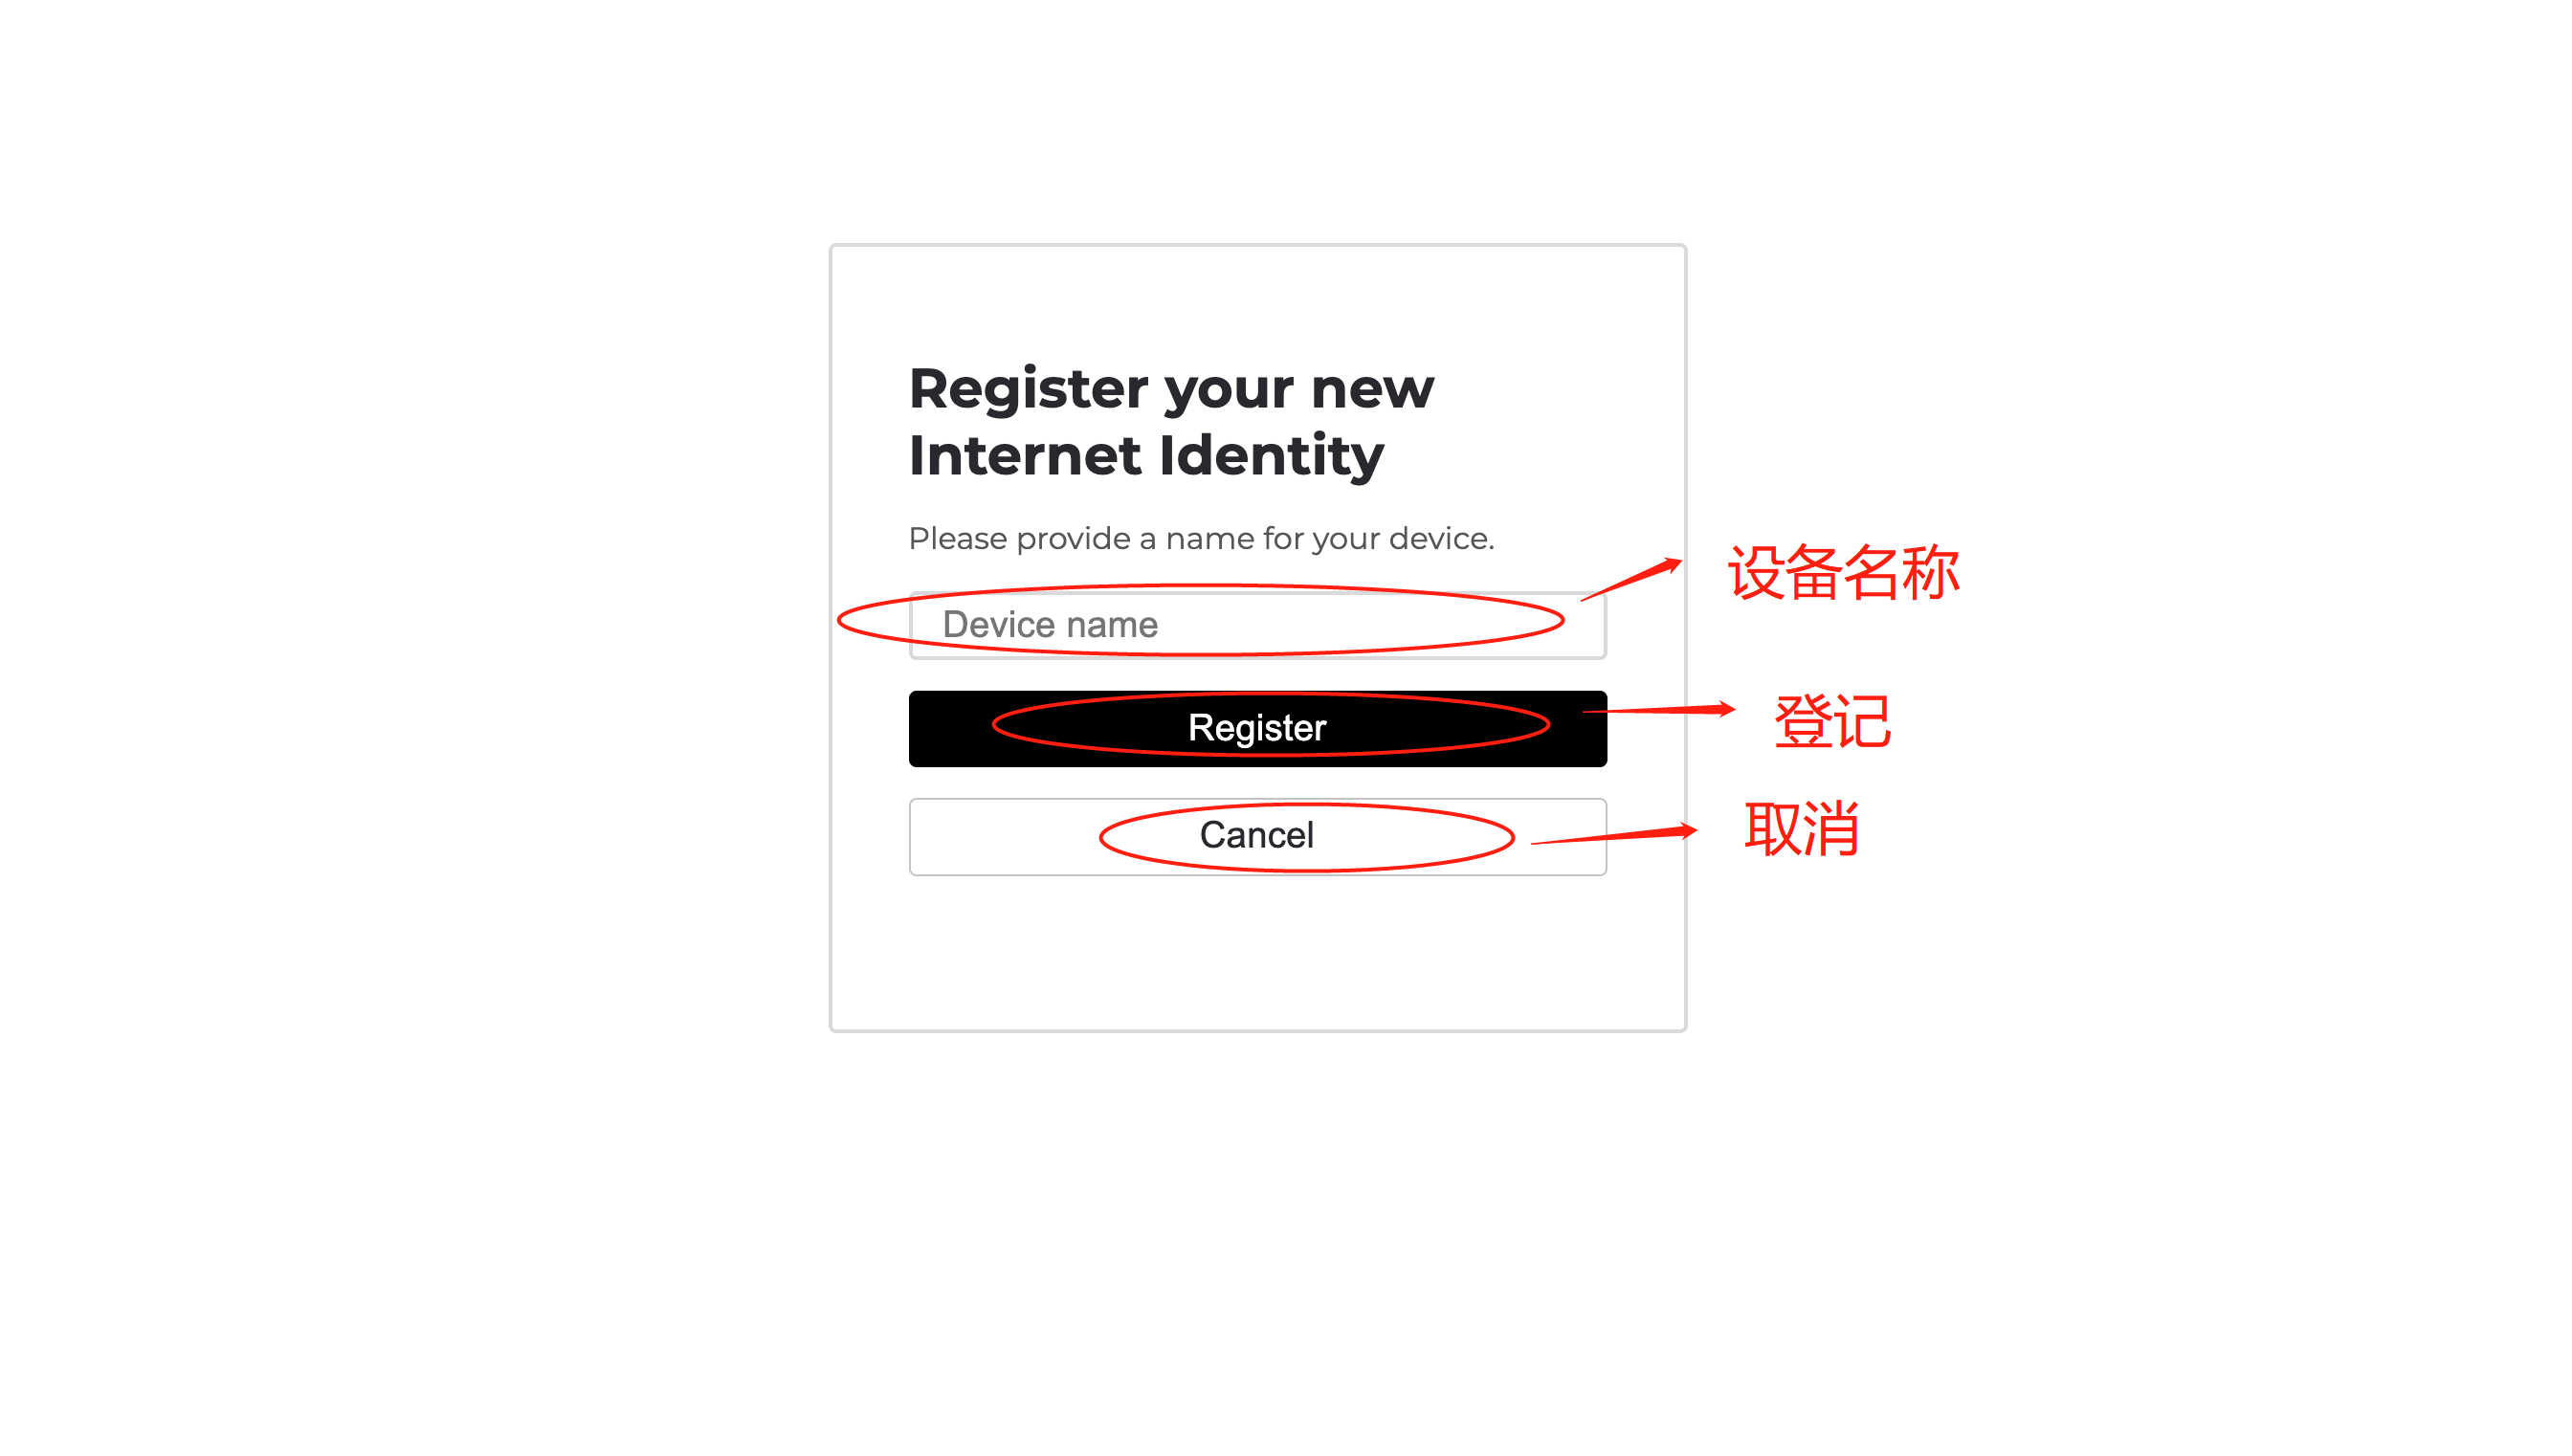 Register your new
Internet Identity
Please provide a name for your device.
设备名称
Device name
Register
登记
Cancel
取消